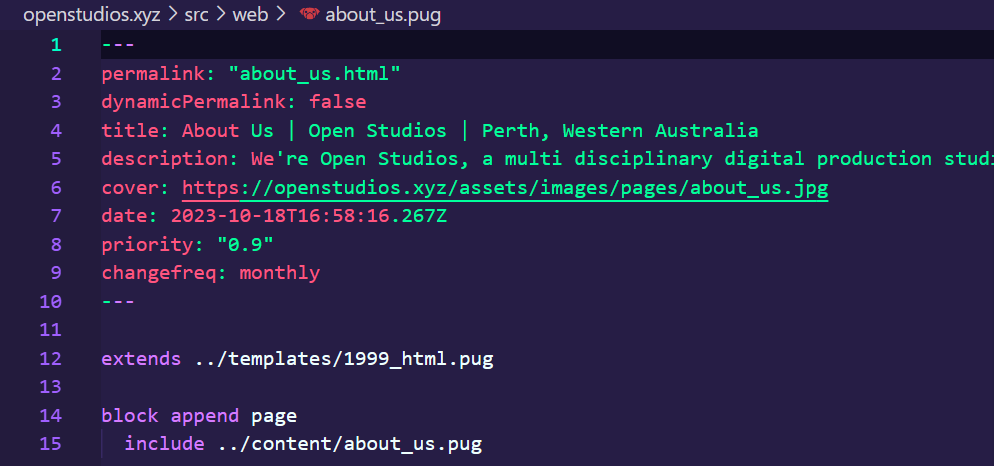 openstudios.xyz > src > web > about_us.pug
1 ---
2 permalink: "about_us.html"
3 dynamicPermalink: false
4 title: About Us | Open Studios | Perth, Western Australia
5 description: We're Open Studios, a multi disciplinary digital production
6 cover: https://openstudios.xyz/assets/images/pages/about_us.jpg
7 date: 2023-10-18T16:58:16.267Z
8 priority: "0.9"
9 changefreq: monthly
10 ---
11
12 extends ../templates/1999_html.pug
13
14 block append page
15 include ../content/about_us.pug